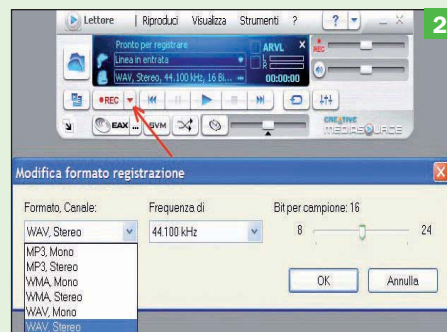 2
Lettore Riproduci Visualizza Strumenti ?
?
Pronto per registrare ARVL X
Linea in entrata
WAV, Stereo, 44.100 kHz, 16 Bi... 00:00:00
REC
REC
EAX ... SVM
CREATIVE
MEDIASOURCE
Modifica formato registrazione
Formato, Canale: Frequenza di Bit per campione: 16
WAV, Stereo 44.100 kHz 8 24
MP3, Mono
MP3, Stereo
WMA, Mono
WMA, Stereo
WAV, Mono
WAV, Stereo
OK Annulla